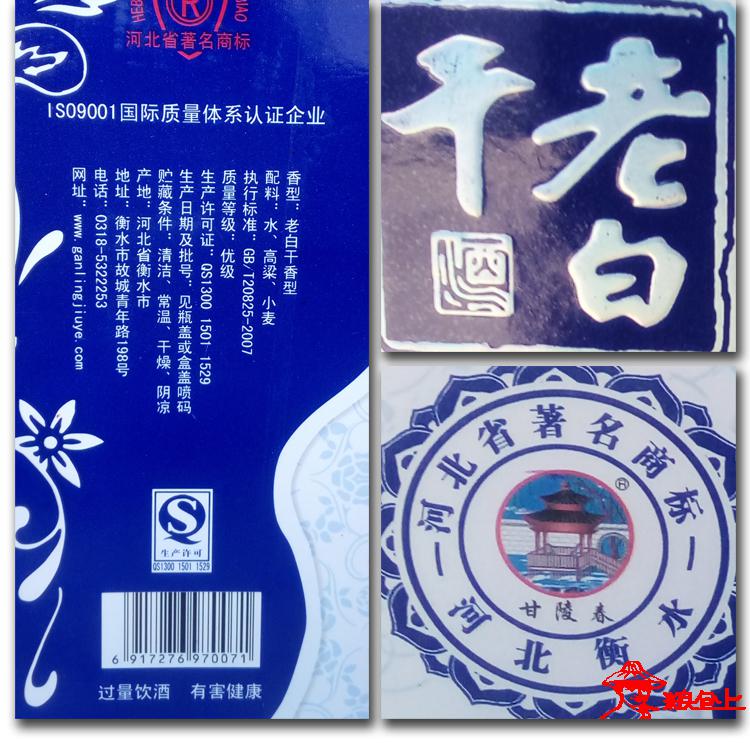 HEB
IAO
R
河北省著名商标
ISO9001国际质量体系认证企业
香型：老白干香型
配料：水、高粱、小麦
执行标准：GB/T20825-2007
质量等级：优级
生产许可证：QS1300 1501 1529
生产日期及批号：见瓶盖或盒盖喷码
贮藏条件：清洁、常温、干燥、阴凉
产地：河北省衡水市
地址：衡水市故城青年路198号
电话：0318-5322253
网址：www.ganlingjiuye.com
生产许可
QS1300 1501 1529
6 917276 970071
过量饮酒 有害健康
老白
干
酒
河北省著名商标
®
甘陵春
河北衡水